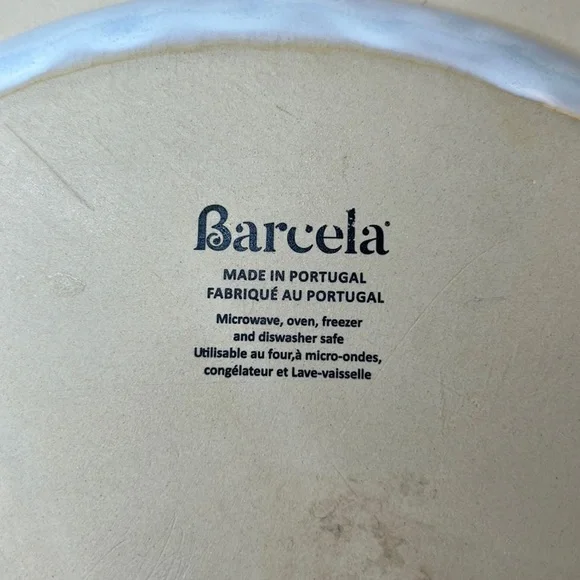 Barcela®
MADE IN PORTUGAL
FABRIQUÉ AU PORTUGAL
Microwave, oven, freezer
and diswasher safe
Utilisable au four,à micro-ondes,
congélateur et Lave-vaisselle